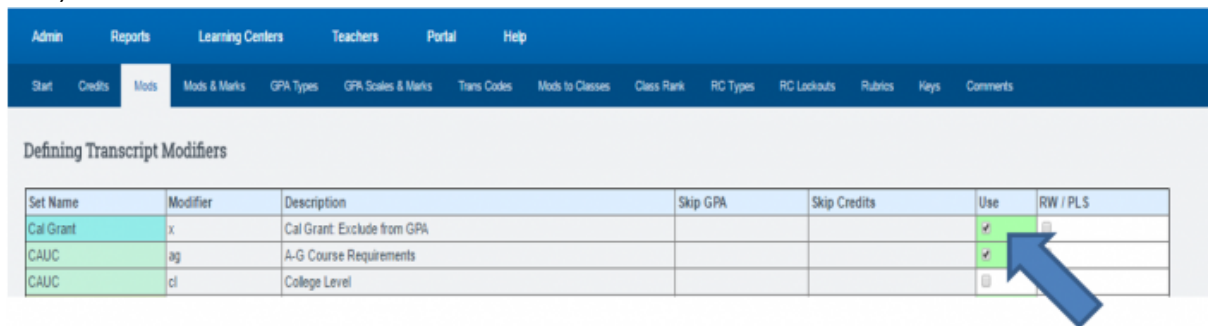 Admin Reports Learning Centers Teachers Portal Help
Start Credits Mods Mods & Marks GPA Types GPA Scales & Marks Trans Codes Mods to Classes Class Rank RC Types RC Lockouts Rubrics Keys Comments
Defining Transcript Modifiers
Set Name Modifier Description Skip GPA Skip Credits Use RW / PLS
Cal Grant x Cal Grant: Exclude from GPA
CAUC ag A-G Course Requirements
CAUC cl College Level